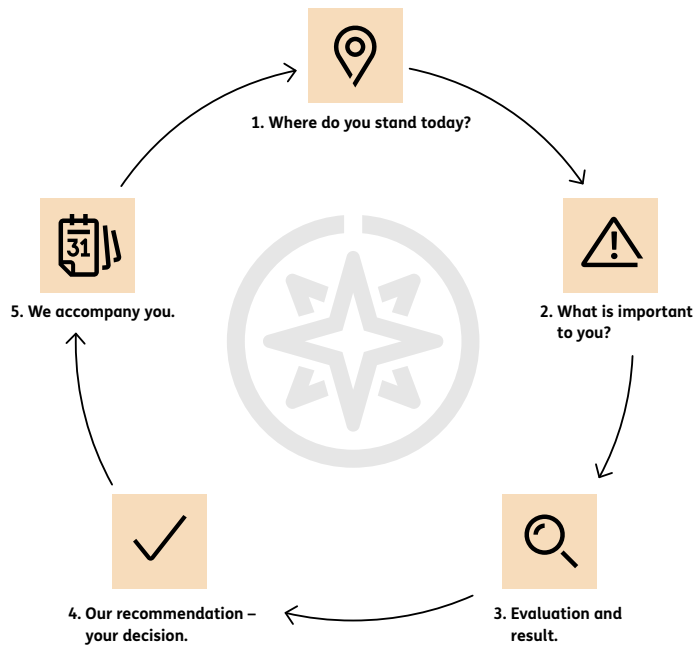 1. Where do you stand today?
31
5. We accompany you.
2. What is important
to you?
4. Our recommendation –
your decision.
3. Evaluation and
result.